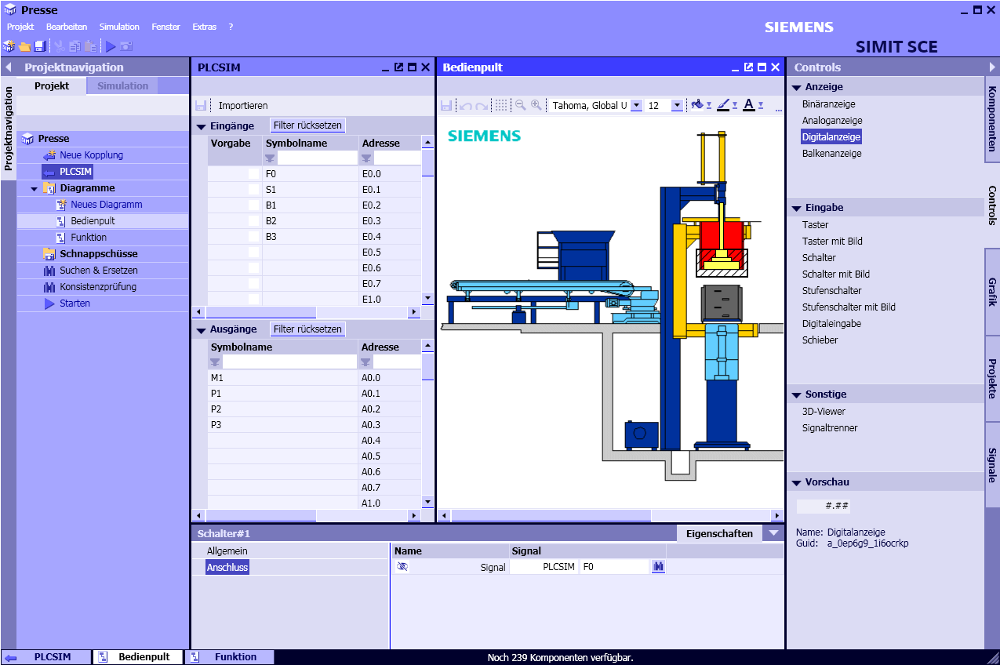 Presse
Projekt Bearbeiten Simulation Fenster Extras ?
SIEMENS
SIMIT SCE
Projektnavigation
Projekt Simulation
Projektnavigation
Presse
Neue Kopplung
PLCSIM
Diagramme
Neues Diagramm
Bedienpult
Funktion
Schnappschüsse
Suchen & Ersetzen
Konsistenzprüfung
Starten
PLCSIM
Importieren
Eingänge Filter rücksetzen
Vorgabe Symbolname Adresse
F0 E0.0
S1 E0.1
B1 E0.2
B2 E0.3
B3 E0.4
E0.5
E0.6
E0.7
E1.0
Ausgänge Filter rücksetzen
Symbolname Adresse
M1 A0.0
P1 A0.1
P2 A0.2
P3 A0.3
A0.4
A0.5
A0.6
A0.7
A1.0
Bedienpult
Tahoma, Global U 12 A ...
SIEMENS
Controls
Anzeige
Binäranzeige
Analoganzeige
Digitalanzeige
Balkenanzeige
Eingabe
Taster
Taster mit Bild
Schalter
Schalter mit Bild
Stufenschalter
Stufenschalter mit Bild
Digitaleingabe
Schieber
Sonstige
3D-Viewer
Signaltrenner
Vorschau
#.##
Name: Digitalanzeige
Guid: a_0ep6g9_1i6ocrkp
Komponenten
Controls
Grafik
Projekte
Signale
Schalter#1 Eigenschaften
Allgemein
Anschluss
Name Signal
Signal PLCSIM F0
PLCSIM Bedienpult Funktion Noch 239 Komponenten verfügbar.